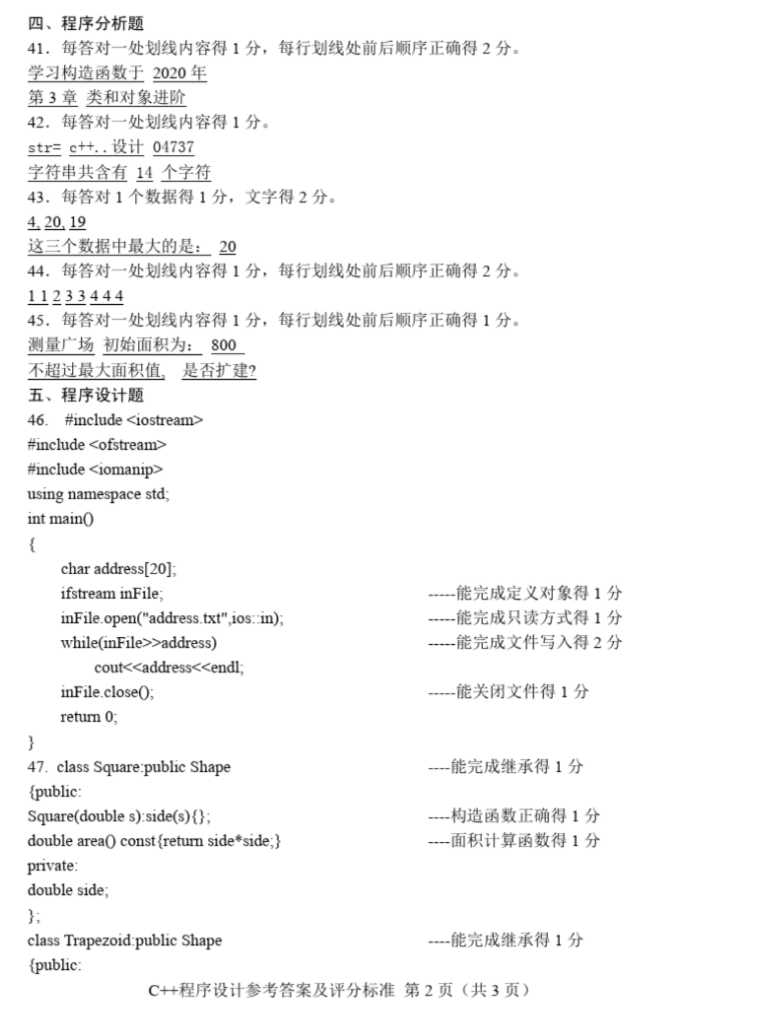 四、程序分析题
41．每答对一处划线内容得 1 分，每行划线处前后顺序正确得 2 分。
学习构造函数于 2020 年
第 3 章 类和对象进阶
42．每答对一处划线内容得 1 分。
str= c++..设计 04737
字符串共含有 14 个字符
43．每答对 1 个数据得 1 分，文字得 2 分。
4, 20, 19
这三个数据中最大的是： 20
44．每答对一处划线内容得 1 分，每行划线处前后顺序正确得 2 分。
1 1 2 3 3 4 4 4
45．每答对一处划线内容得 1 分，每行划线处前后顺序正确得 1 分。
测量广场 初始面积为： 800
不超过最大面积值, 是否扩建?
五、程序设计题
46. #include <iostream>
#include <ofstream>
#include <iomanip>
using namespace std;
int main()
{
char address[20];
ifstream inFile; -----能完成定义对象得 1 分
inFile.open("address.txt",ios::in); -----能完成只读方式得 1 分
while(inFile>>address) -----能完成文件写入得 2 分
cout<<address<<endl;
inFile.close(); -----能关闭文件得 1 分
return 0;
}
47. class Square:public Shape ----能完成继承得 1 分
{public:
Square(double s):side(s){}; ----构造函数正确得 1 分
double area() const{return side*side;} ----面积计算函数得 1 分
private:
double side;
};
class Trapezoid:public Shape ----能完成继承得 1 分
{public:
C++程序设计参考答案及评分标准 第 2 页（共 3 页）